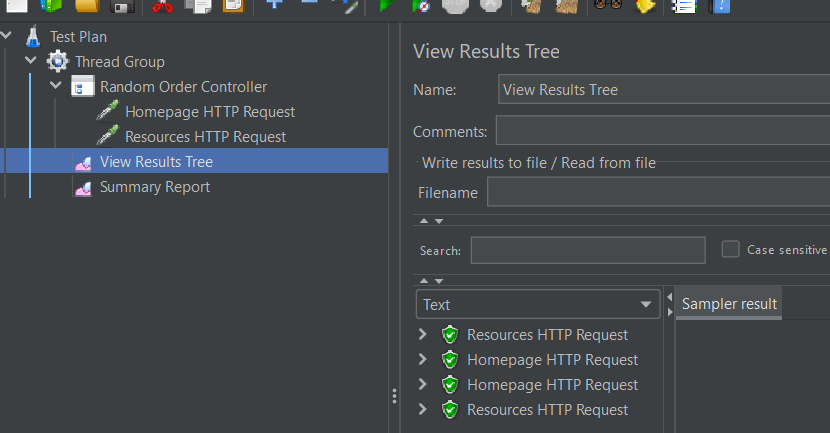 Test Plan
Thread Group
Random Order Controller
Homepage HTTP Request
Resources HTTP Request
View Results Tree
Summary Report
View Results Tree
Name: View Results Tree
Comments:
Write results to file / Read from file
Filename
Search: Case sensitive
Text Sampler result
Resources HTTP Request
Homepage HTTP Request
Homepage HTTP Request
Resources HTTP Request